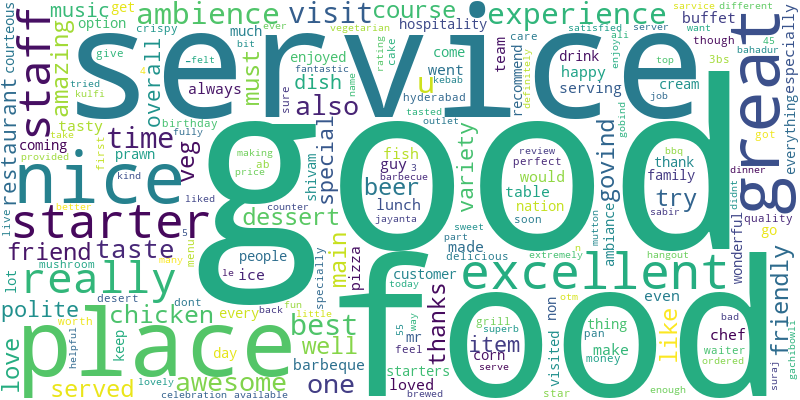 service
good
food
place
great
nice
starter
excellent
really
staff
ambience
visit
course
experience
music
option
get
hospitality
vegetarian
ever
satisfied
server
sarvice
different
want
45
bahadur
buffet
though
3bs
everything
especially
courteous
restaurant
amazing
crispy
give
tried
kulfi
take
overall
~felt
bit
fantastic
always
must
enjoyed
dish
much
sure
name
rating
cake
tasted
kebab
outlet
went
u
team
care
come
drink
happy
serving
hyderabad
recommend
definitely
enjoy
ali
cream
top
job
also
tasty
birthday
fully
coming
provided
first
time
prawn
veg
kind
liked
live
better
5
friend
taste
menu
many
making
ab
price
shivam
special
dessert
counter
guy
3
fish
barbecue
beer
lunch
jayanta
variety
sweet
part
made
delicious
review
perfect
would
table
nation
soon
extremely
n
mutton
ambiance
govind
gobind
bbq
thank
family
try
sabir
dinner
didnt
got
quality
go
wonderful
hangout
lot
mushroom
people
le
ice
specially
main
pizza
customer
today
friendly
polite
desert
dont
chicken
every
back
fun
little
best
well
mr
feel
way
55
thanks
corn
item
grill
superb
serve
otm
visited
non
thing
pan
make
money
even
like
chef
bad
waiter
ordered
suraj
gachibowli
love
worth
helpful
keep
day
served
lovely
awesome
celebration
available
one
barbeque
starters
loved
brewed
star
enough